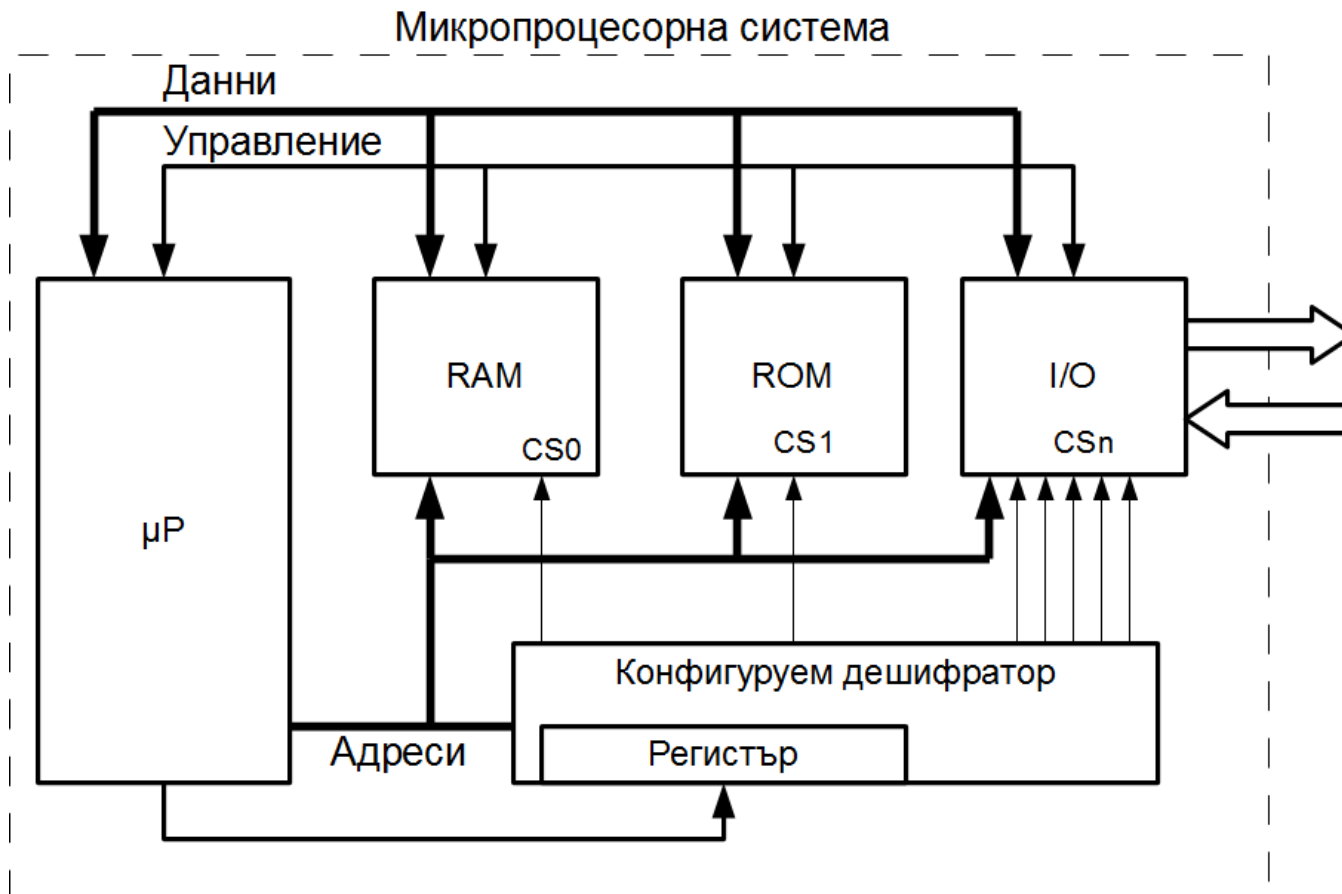 Микропроцесорна система
Данни
Управление
RAM
ROM
I/O
CS0
CS1
CSn
µP
Конфигуруем дешифратор
Адреси
Регистър